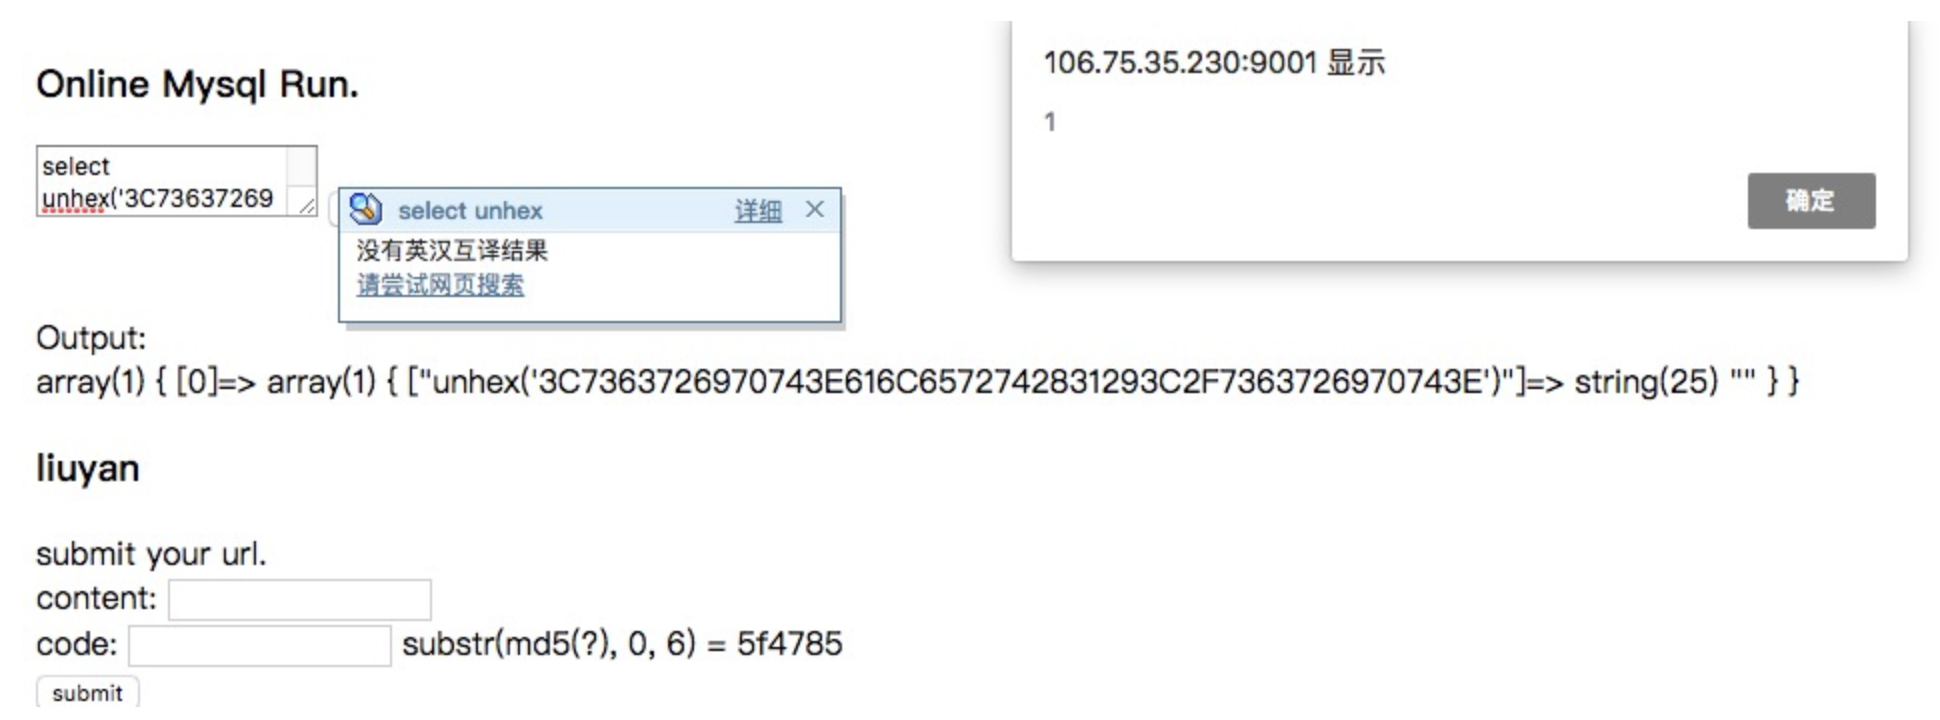 Online Mysql Run.
106.75.35.230:9001 显示
1
确定
select
unhex('3C73637269
select unhex 详细
没有英汉互译结果
请尝试网页搜索
Output:
array(1) { [0]=> array(1) { ["unhex('3C7363726970743E616C6572742831293C2F7363726970743E')"]=> string(25) "" } }
liuyan
submit your url.
content:
code: substr(md5(?), 0, 6) = 5f4785
submit